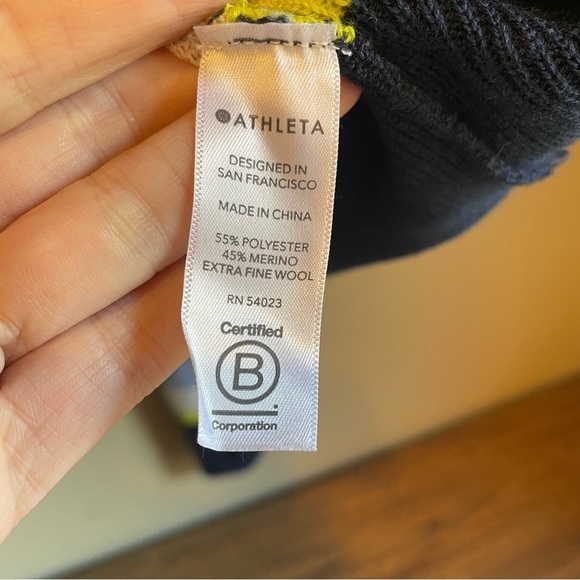 ATHLETA
DESIGNED IN
SAN FRANCISCO
MADE IN CHINA
55% POLYESTER
45% MERINO
EXTRA FINE WOOL
RN 54023
Certified
B
Corporation